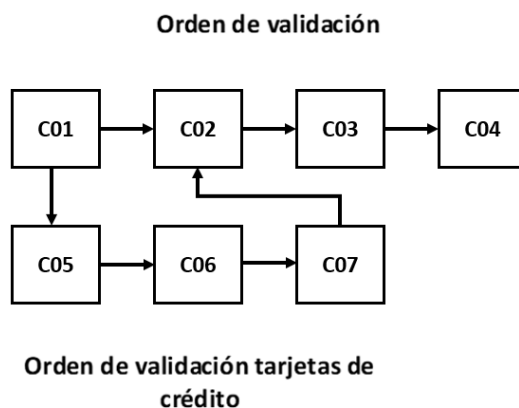 Orden de validación
C01 C02 C03 C04
C05 C06 C07
Orden de validación tarjetas de
crédito